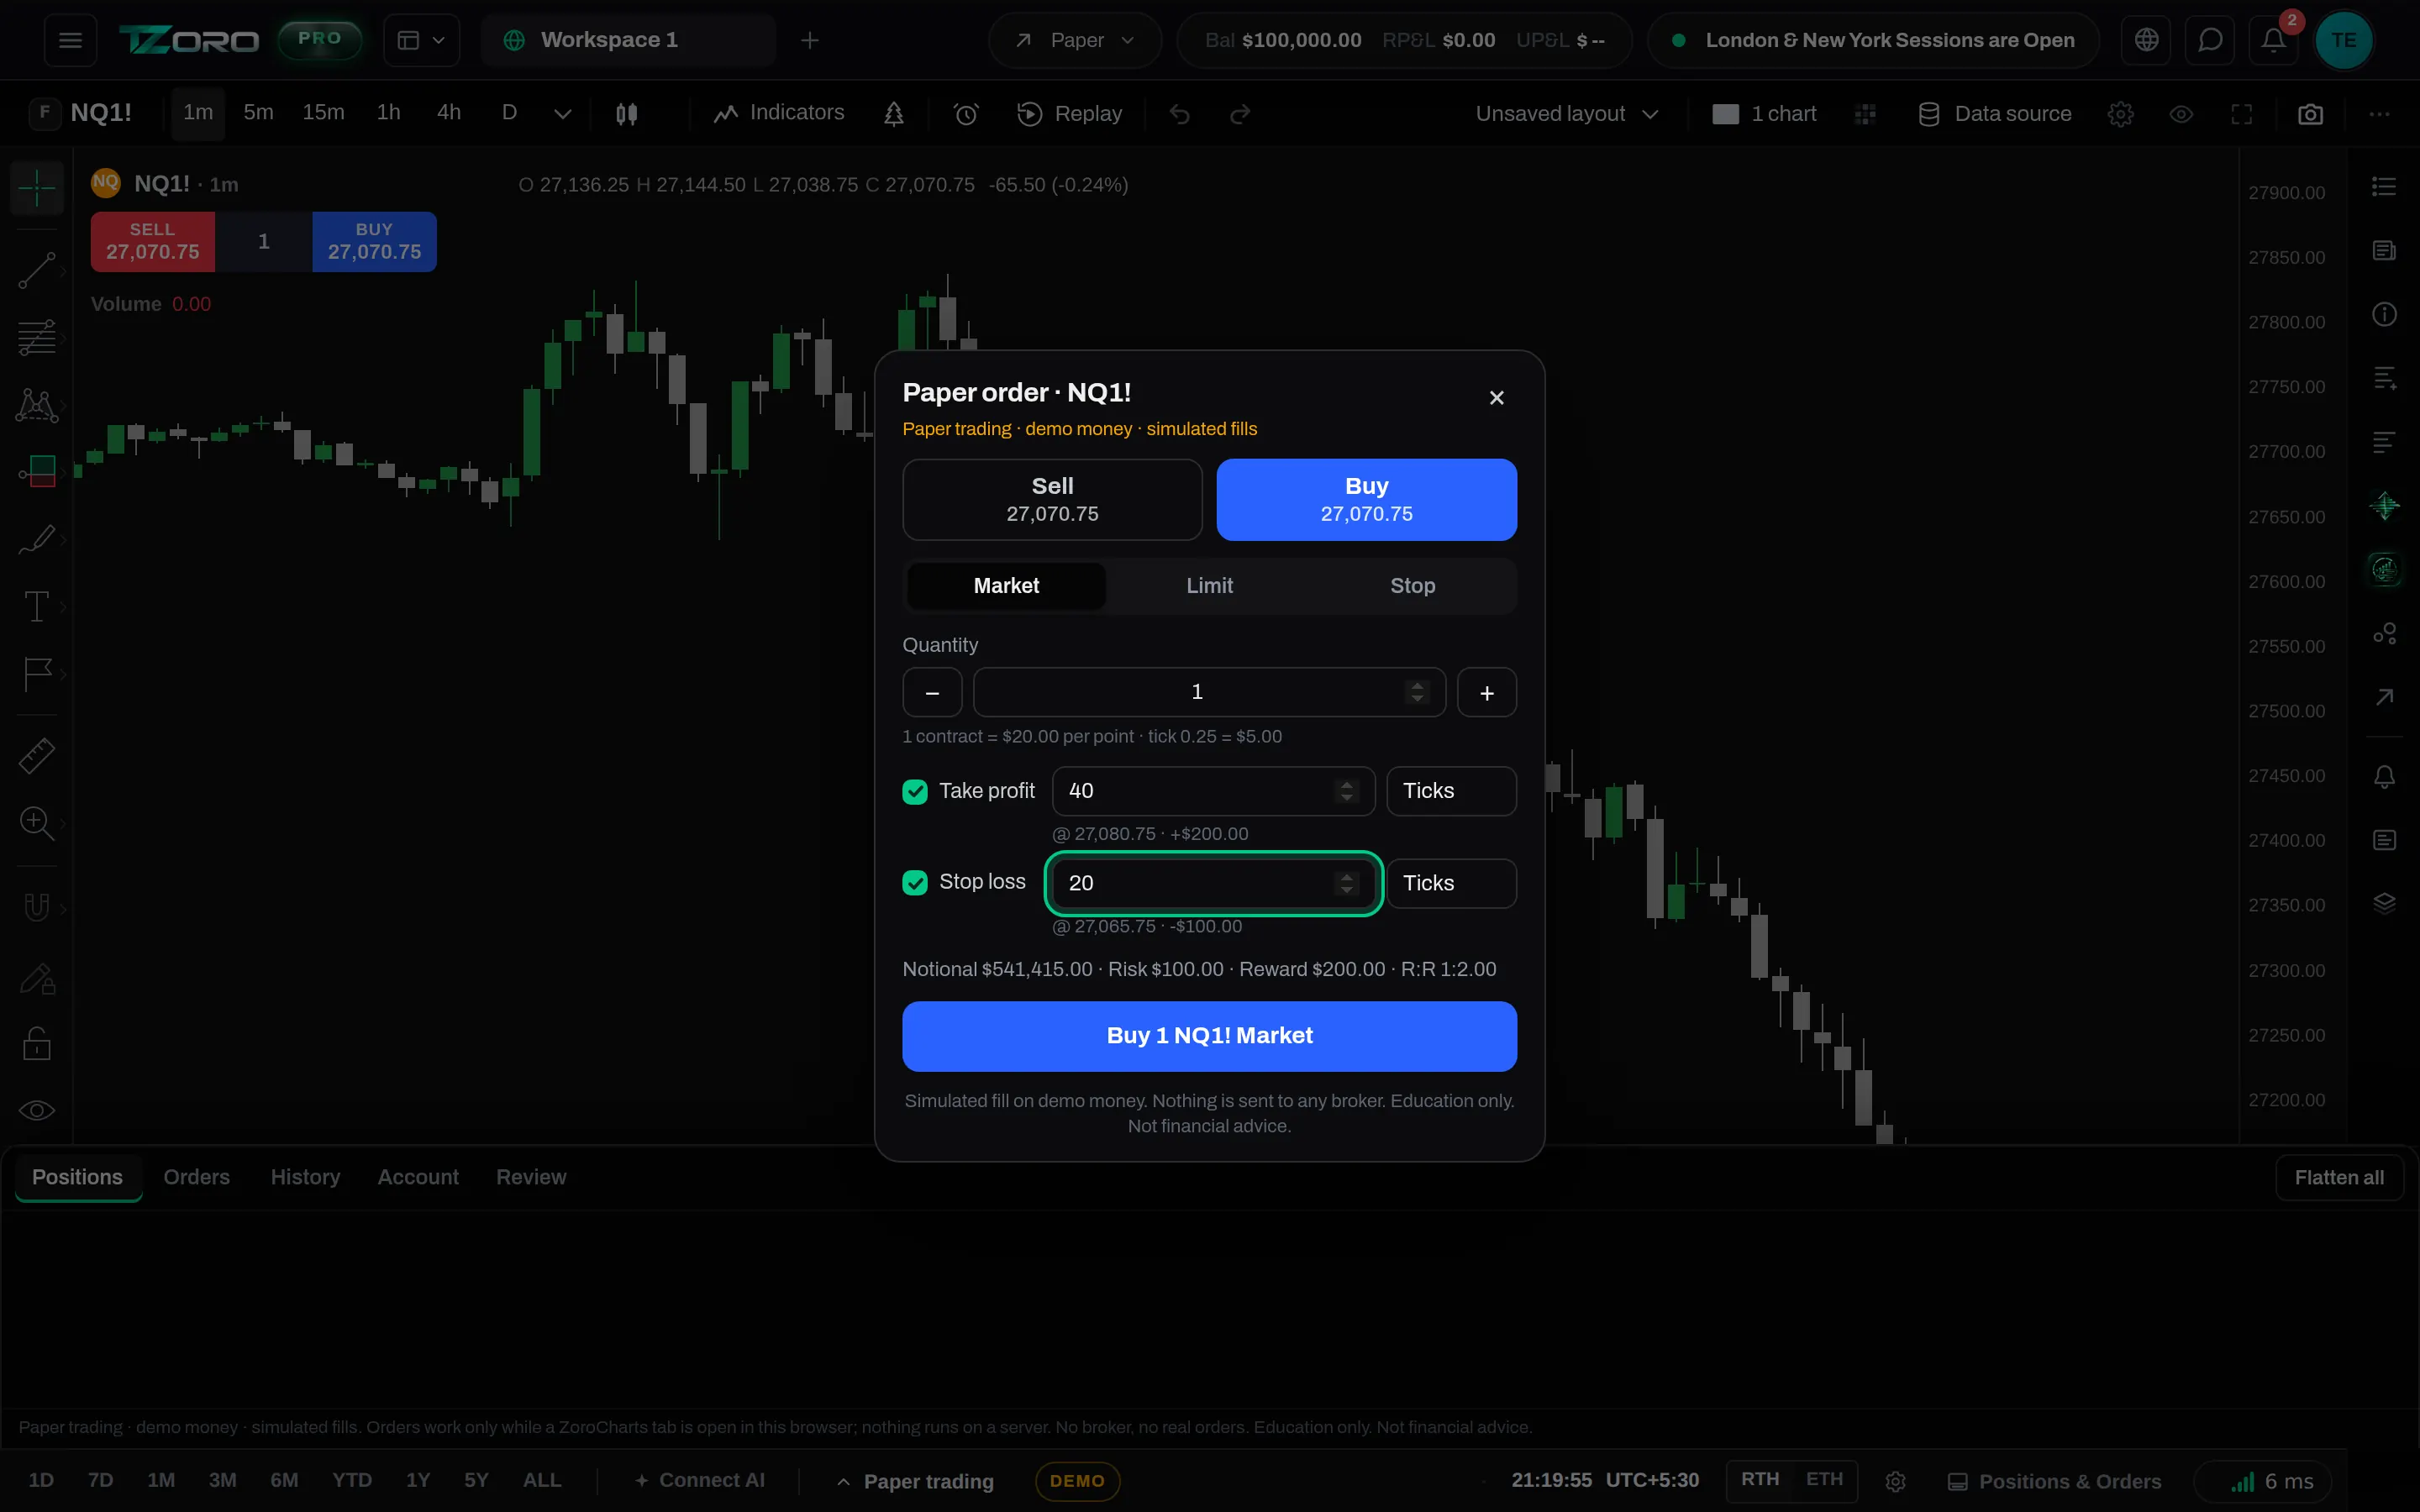 TZORO PRO Workspace 1 Paper Bal $100,000.00 RP&L $0.00 UP&L $ -- London & New York Sessions are Open 2 TE
F NQ1! 1m 5m 15m 1h 4h D Indicators Replay Unsaved layout 1 chart Data source
NQ NQ1! · 1m O 27,136.25 H 27,144.50 L 27,038.75 C 27,070.75 -65.50 (-0.24%)
SELL 27,070.75
1
BUY 27,070.75
Volume 0.00
27900.00
27850.00
27800.00
27750.00
27700.00
27650.00
27600.00
27550.00
27500.00
27450.00
27400.00
27350.00
27300.00
27250.00
27200.00
Paper order · NQ1!
Paper trading · demo money · simulated fills
Sell
27,070.75
Buy
27,070.75
Market Limit Stop
Quantity
− 1 +
1 contract = $20.00 per point · tick 0.25 = $5.00
Take profit 40 Ticks
@ 27,080.75 · +$200.00
Stop loss 20 Ticks
@ 27,065.75 · -$100.00
Notional $541,415.00 · Risk $100.00 · Reward $200.00 · R:R 1:2.00
Buy 1 NQ1! Market
Simulated fill on demo money. Nothing is sent to any broker. Education only.
Not financial advice.
Positions Orders History Account Review Flatten all
Paper trading · demo money · simulated fills. Orders work only while a ZoroCharts tab is open in this browser; nothing runs on a server. No broker, no real orders. Education only. Not financial advice.
1D 7D 1M 3M 6M YTD 1Y 5Y ALL Connect AI Paper trading DEMO 21:19:55 UTC+5:30 RTH ETH Positions & Orders 6 ms